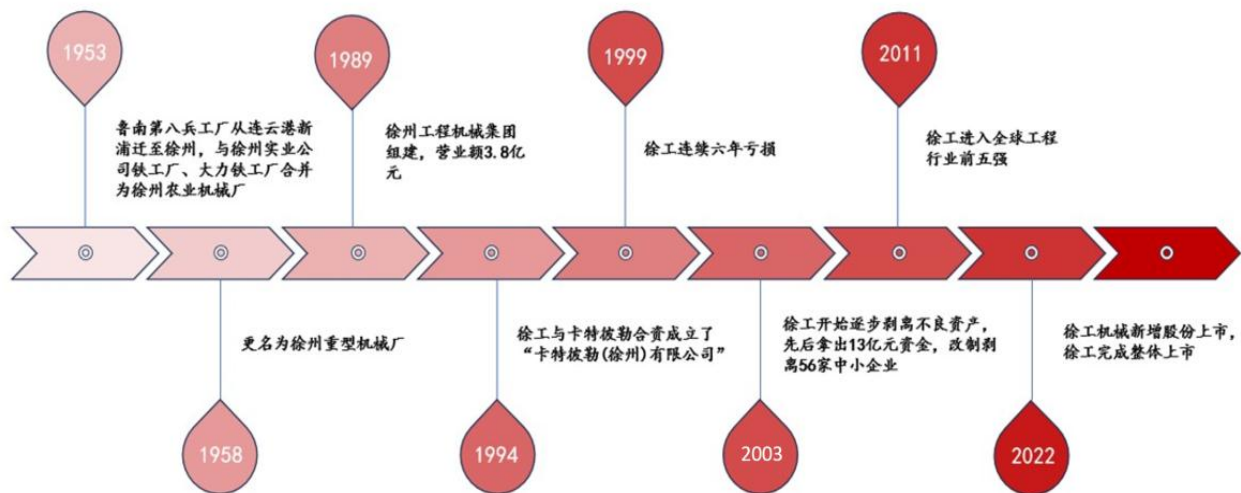 1953
鲁南第八兵工厂从连云港新
浦迁至徐州，与徐州实业公
司铁工厂、大力铁工厂合并
为徐州农业机械厂
1958
更名为徐州重型机械厂
1989
徐州工程机械集团
组建，营业额3.8亿
元
1994
徐工与卡特彼勒合资成立了
“卡特彼勒(徐州)有限公司”
1999
徐工连续六年亏损
2003
徐工开始逐步剥离不良资产，
先后拿出13亿元资金，改制剥
离56家中小企业
2011
徐工进入全球工程
行业前五强
2022
徐工机械新增股份上市，
徐工完成整体上市